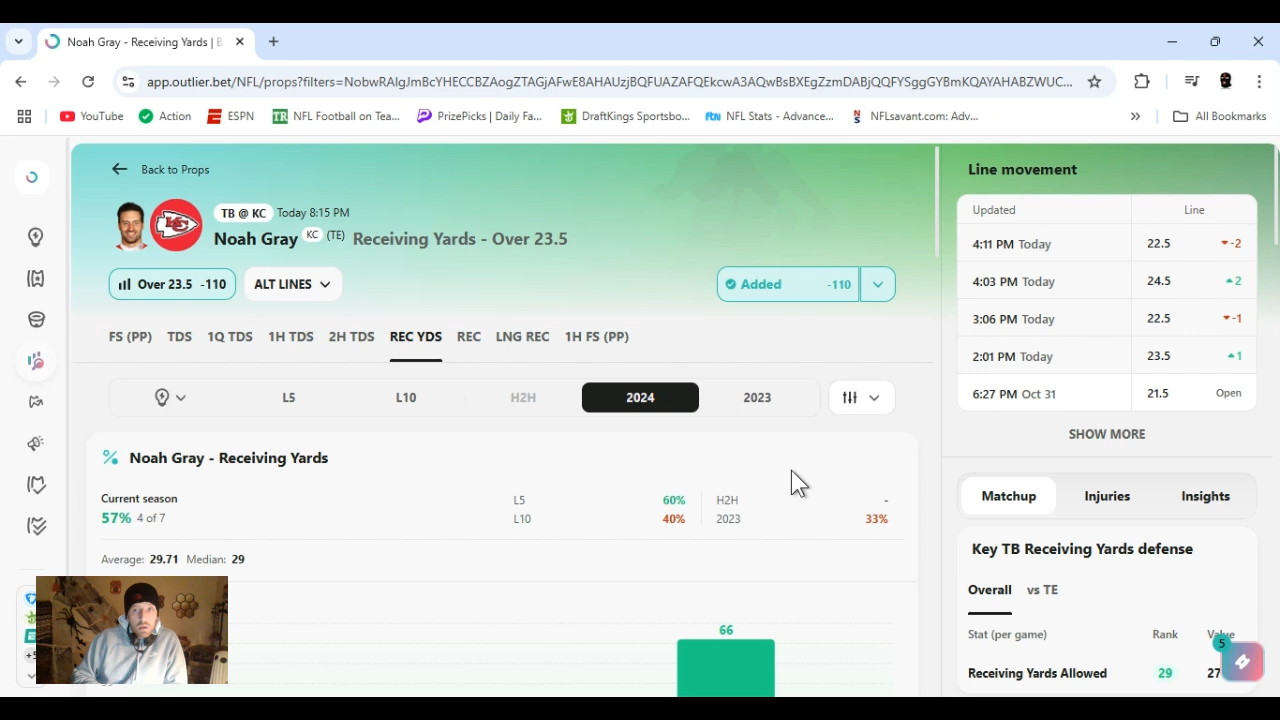 Noah Gray - Receiving Yards | B
app.outlier.bet/NFL/props?filters=NobwRAlgJmBcYHECCBZAogZTAGjAFwE8AHAUzjBQFUAZAFQEkcwA3AQwBsBXEgZzmDABjQQFYSggGYBmKQAYAHABZWUC...
YouTube Action ESPN NFL Football on Tea... PrizePicks | Daily Fa... DraftKings Sportsbo... NFL Stats - Advance... NFLsavant.com: Adv... » All Bookmarks
Back to Props
TB @ KC Today 8:15 PM
Noah Gray KC (TE) Receiving Yards - Over 23.5
Over 23.5 -110 ALT LINES
Added -110
FS (PP) TDS 1Q TDS 1H TDS 2H TDS REC YDS REC LNG REC 1H FS (PP)
L5 L10 H2H 2024 2023
Noah Gray - Receiving Yards
Current season
57% 4 of 7
L5 60% H2H -
L10 40% 2023 33%
Average: 29.71 Median: 29
66
Line movement
Updated Line
4:11 PM Today 22.5 -2
4:03 PM Today 24.5 2
3:06 PM Today 22.5 -1
2:01 PM Today 23.5 1
6:27 PM Oct 31 21.5 Open
SHOW MORE
Matchup Injuries Insights
Key TB Receiving Yards defense
Overall vs TE
Stat (per game) Rank
5
Receiving Yards Allowed 29